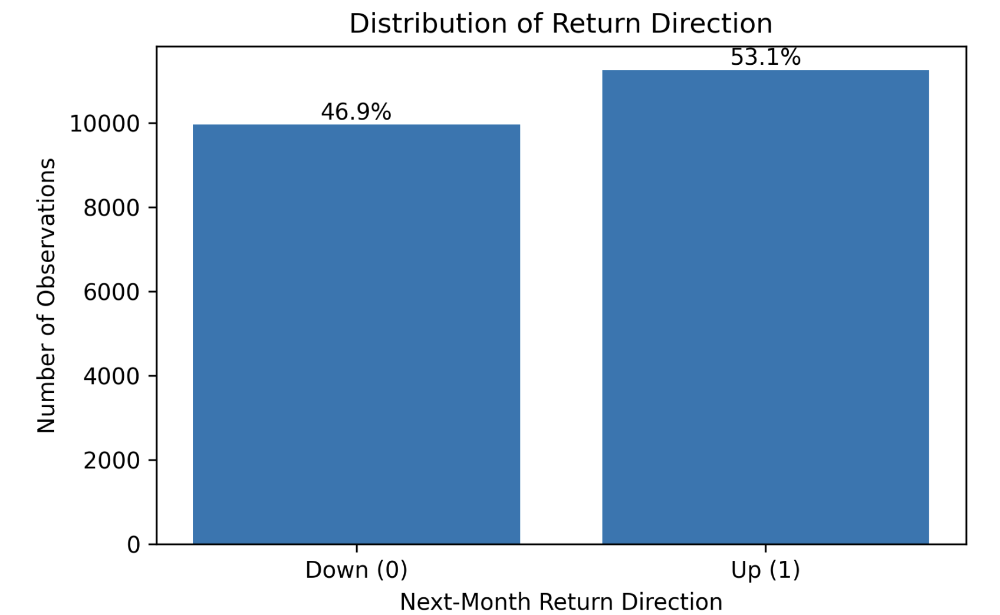 Distribution of Return Direction
53.1%
46.9%
10000
8000
6000
4000
2000
0
Number of Observations
Down (0)
Up (1)
Next-Month Return Direction